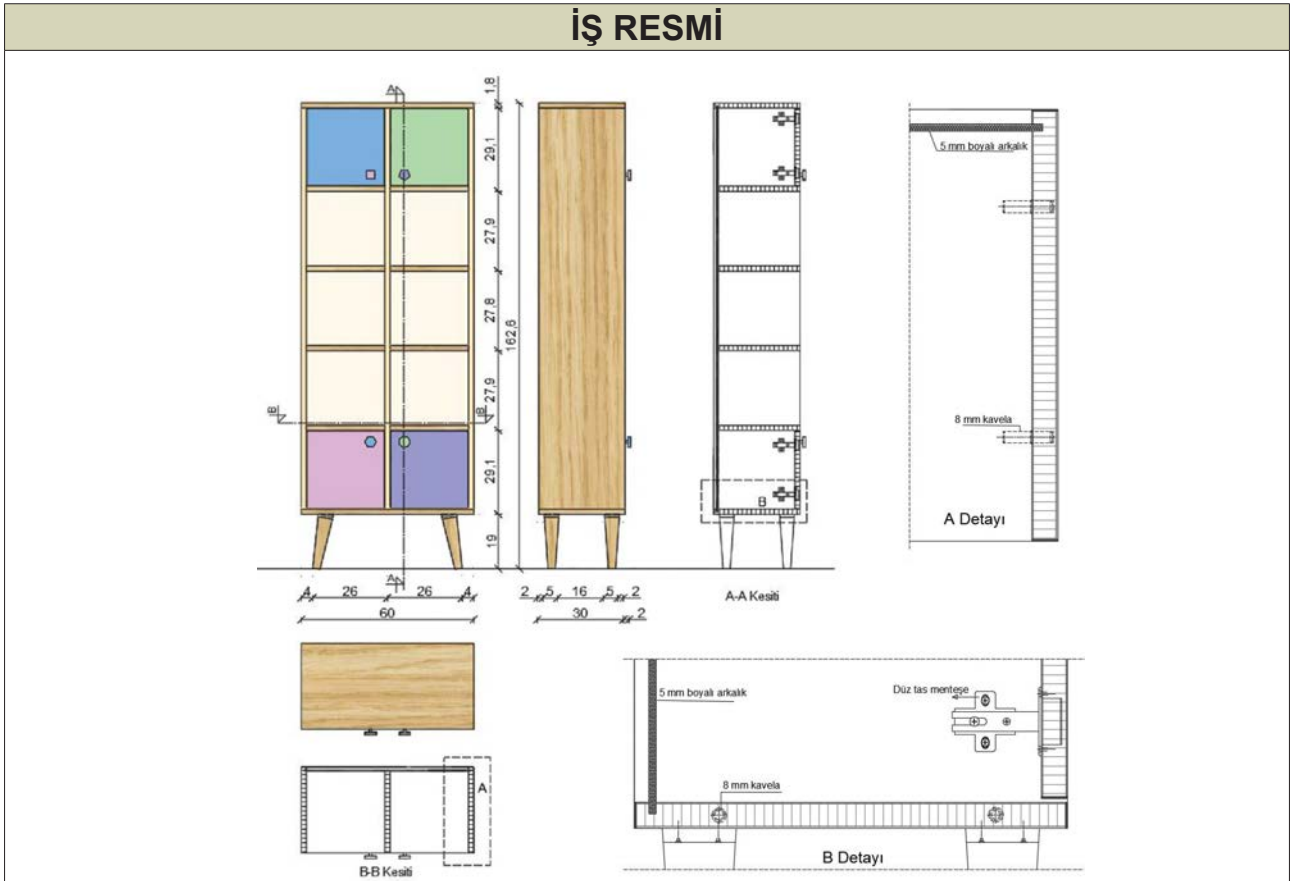 İŞ RESMİ
A
1,8
29,1
27,9
27,8
27,9
29,1
19
162,6
B
B
A
4 26 26 4
60
2 5 16 5 2
30 2
B
A-A Kesiti
5 mm boyalı arkalık
8 mm kavela
A Detayı
A
B-B Kesiti
5 mm boyalı arkalık
Düz tas menteşe
8 mm kavela
B Detayı